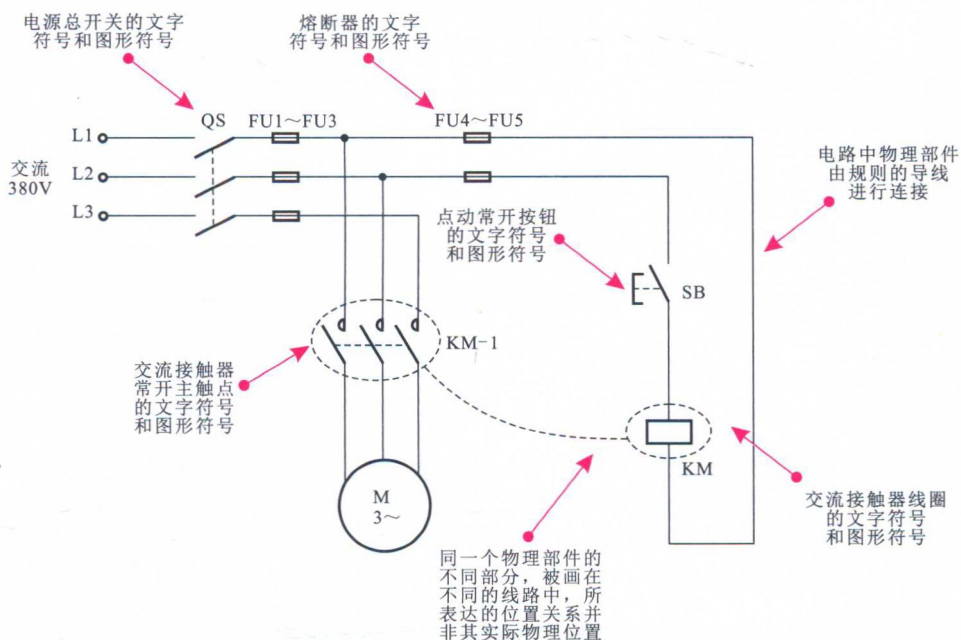 电源总开关的文字
符号和图形符号
熔断器的文字
符号和图形符号
QS
FU1～FU3
FU4～FU5
L1
交流
380V
L2
L3
电路中物理部件
由规则的导线
进行连接
点动常开按钮
的文字符号
和图形符号
SB
KM-1
交流接触器
常开主触点
的文字符号
和图形符号
KM
M
3～
交流接触器线圈
的文字符号
和图形符号
同一个物理部件的
不同部分，被画在
不同的线路中，所
表达的位置关系并
非其实际物理位置